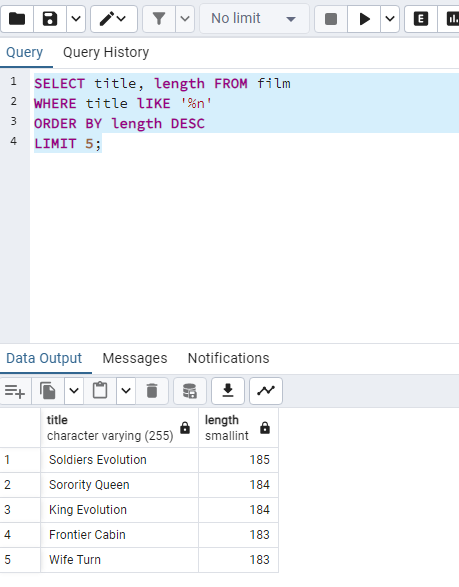 No limit
E
Query Query History
1 SELECT title, length FROM film
2 WHERE title lIKE '%n'
3 ORDER BY length DESC
4 LIMIT 5;
Data Output Messages Notifications
title length
character varying (255) smallint
1 Soldiers Evolution 185
2 Sorority Queen 184
3 King Evolution 184
4 Frontier Cabin 183
5 Wife Turn 183